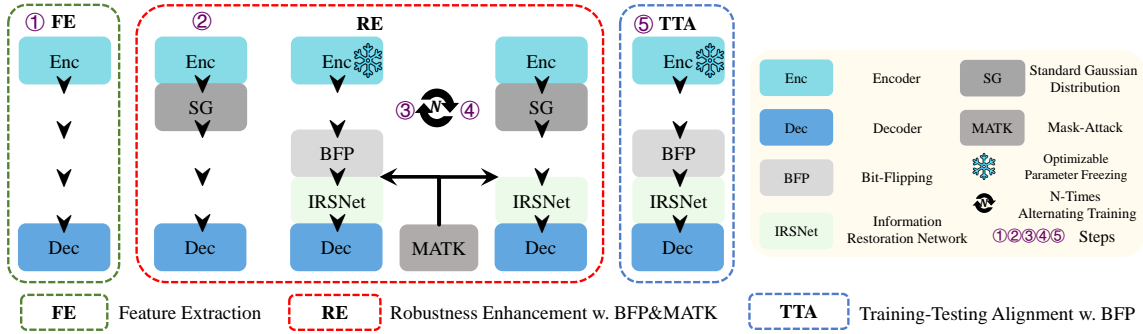 ① FE
Enc
Dec
② RE
Enc
SG
Dec
Enc
BFP
IRSNet
Dec
③ N ④
MATK
Enc
SG
IRSNet
Dec
⑤ TTA
Enc
BFP
IRSNet
Dec
Enc Encoder
SG Standard Gaussian
Distribution
Dec Decoder
MATK Mask-Attack
BFP Bit-Flipping
Optimizable
Parameter Freezing
IRSNet Information
Restoration Network
N N-Times
Alternating Training
①②③④⑤ Steps
FE Feature Extraction
RE Robustness Enhancement w. BFP&MATK
TTA Training-Testing Alignment w. BFP